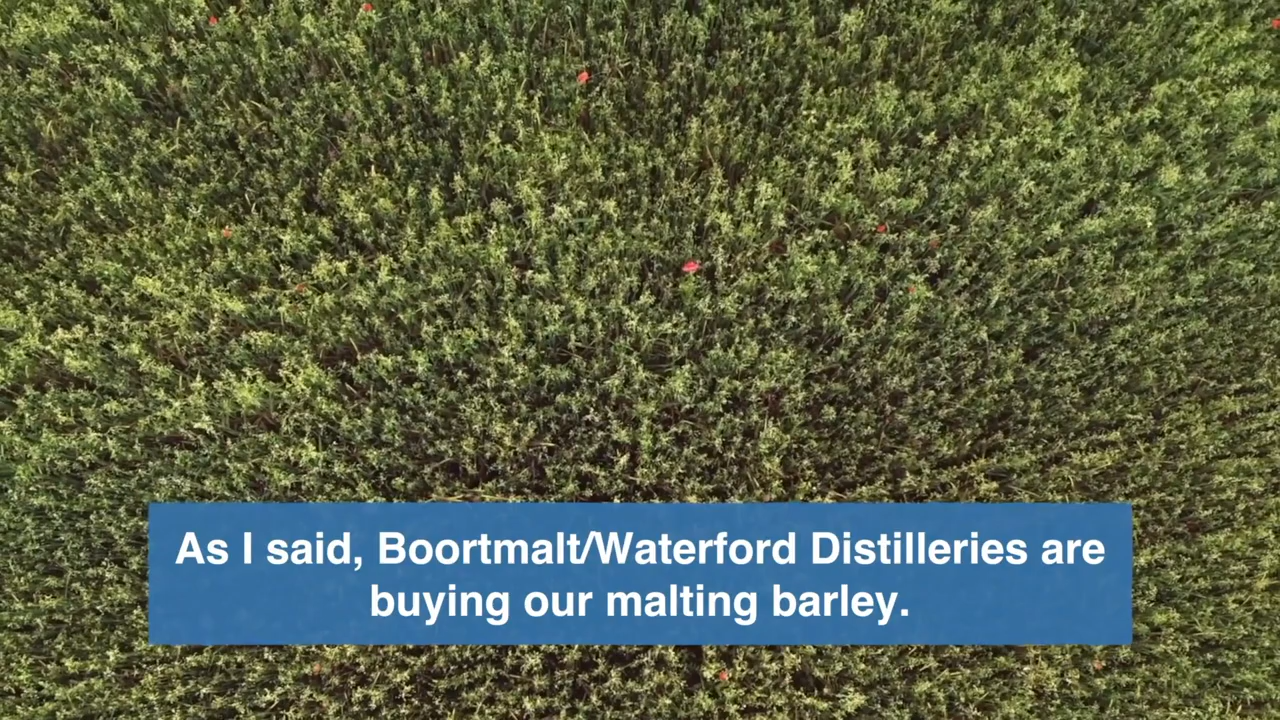 As I said, Boortmalt/Waterford Distilleries are
buying our malting barley.